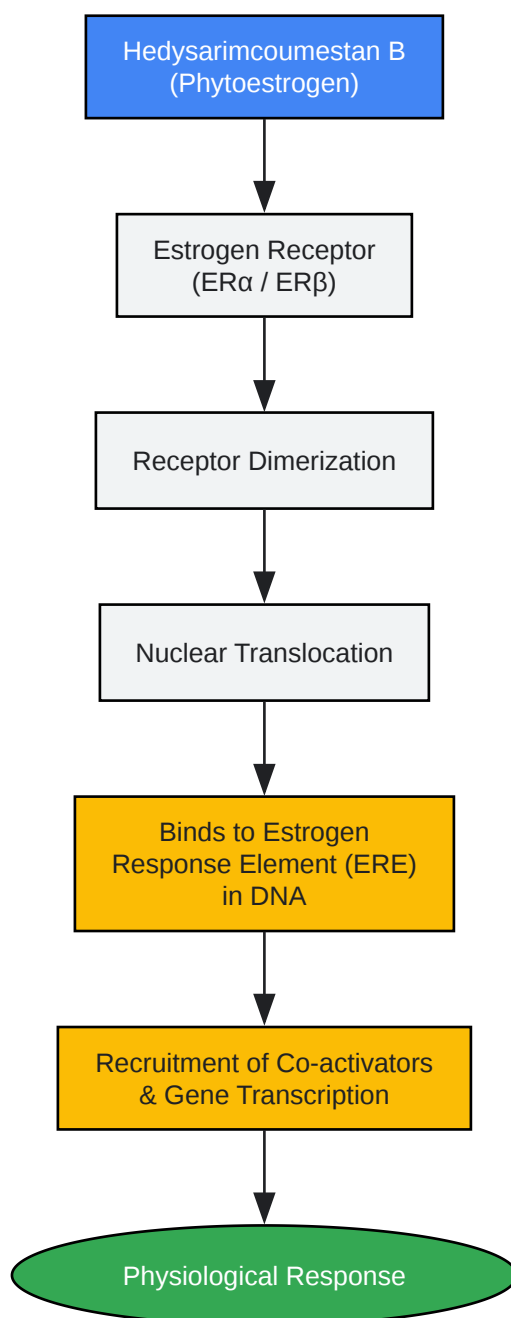 Hedysarimcoumestan B
(Phytoestrogen)
Estrogen Receptor
(ERα / ERβ)
Receptor Dimerization
Nuclear Translocation
Binds to Estrogen
Response Element (ERE)
in DNA
Recruitment of Co-activators
& Gene Transcription
Physiological Response